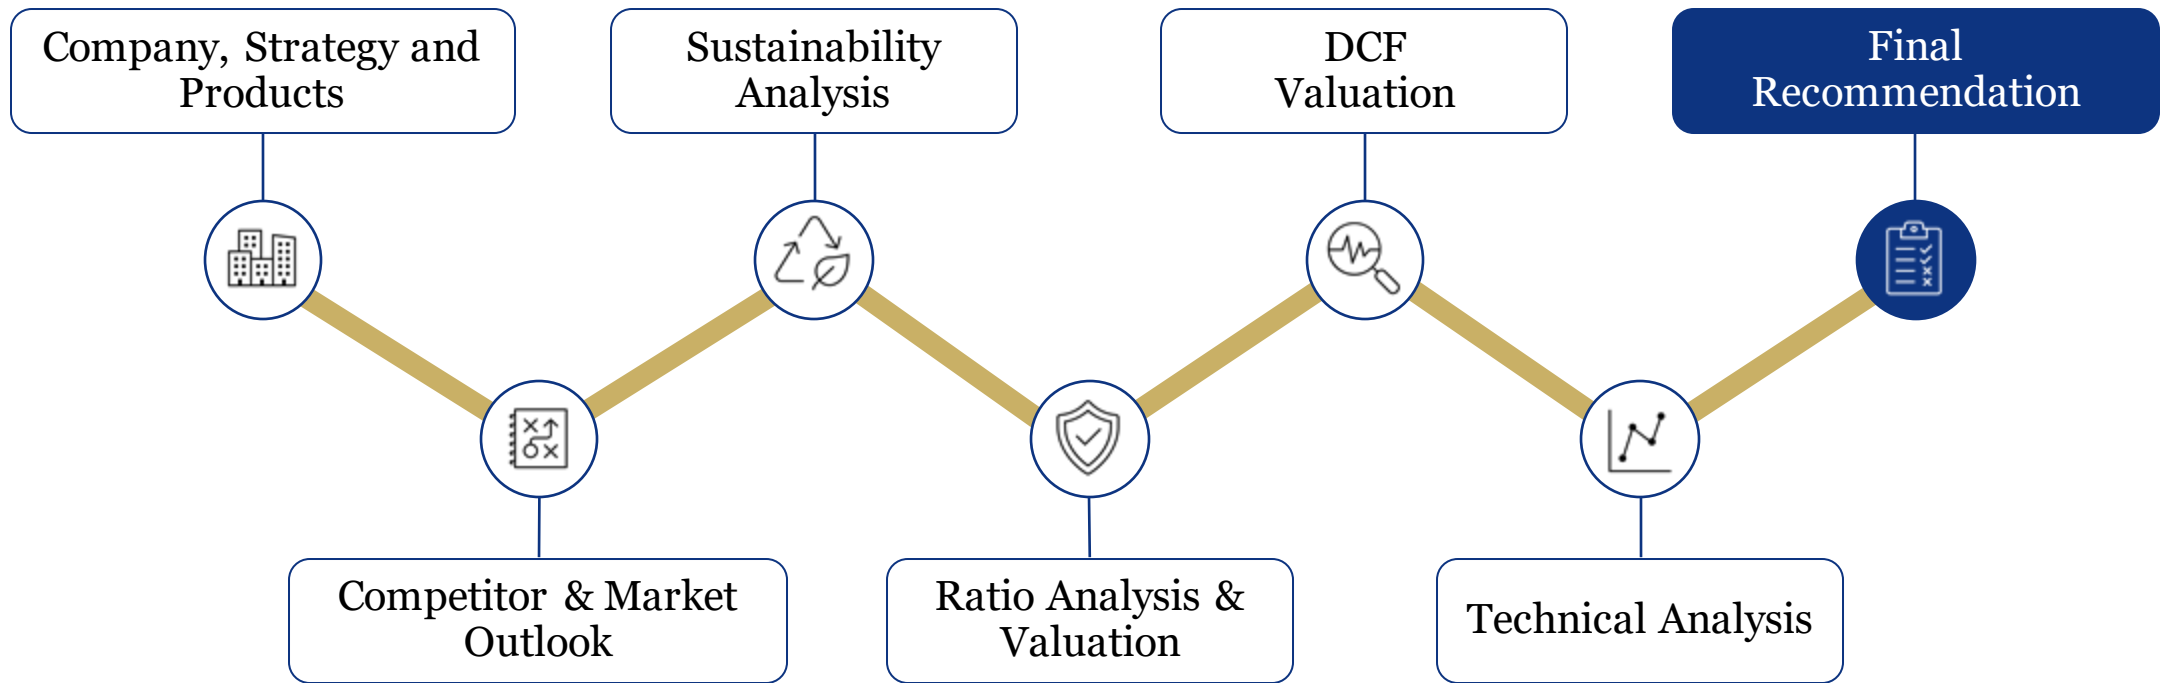 Company, Strategy and
Products
Sustainability
Analysis
DCF
Valuation
Final
Recommendation
Competitor & Market
Outlook
Ratio Analysis &
Valuation
Technical Analysis